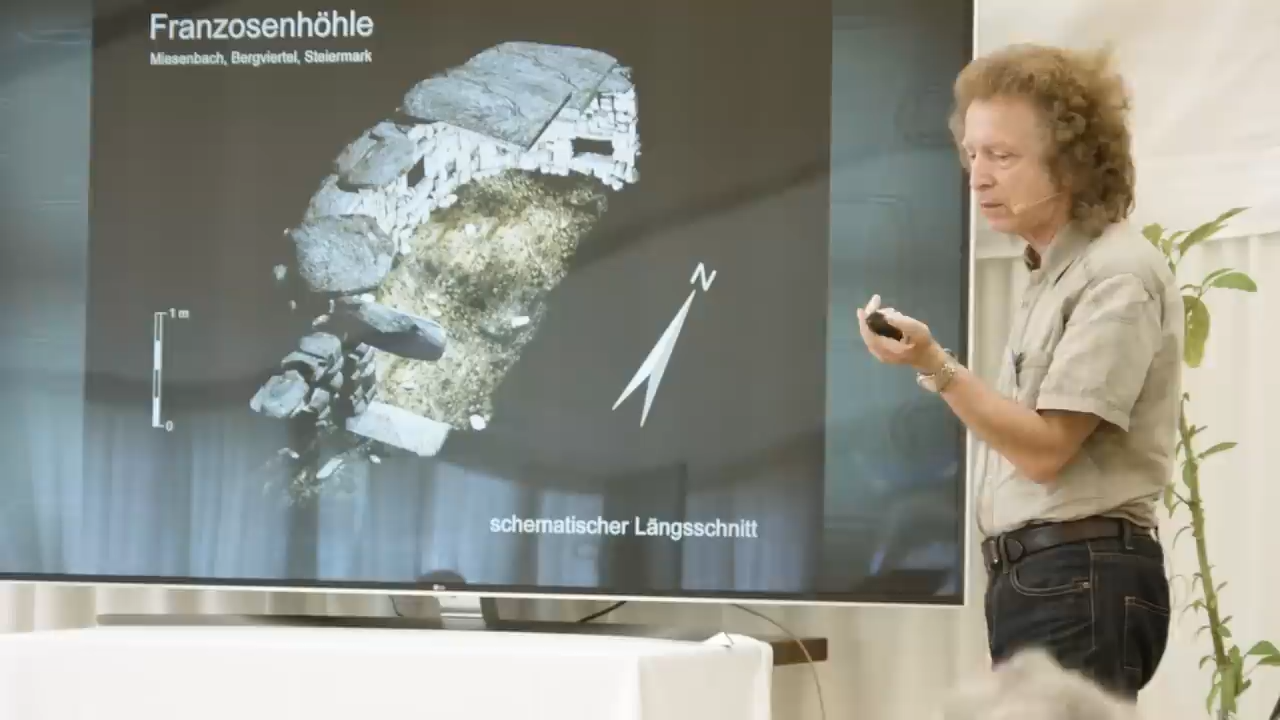 Franzosenhöhle
Miesenbach, Bergviertel, Steiermark
N
1 m
0
schematischer Längsschnitt